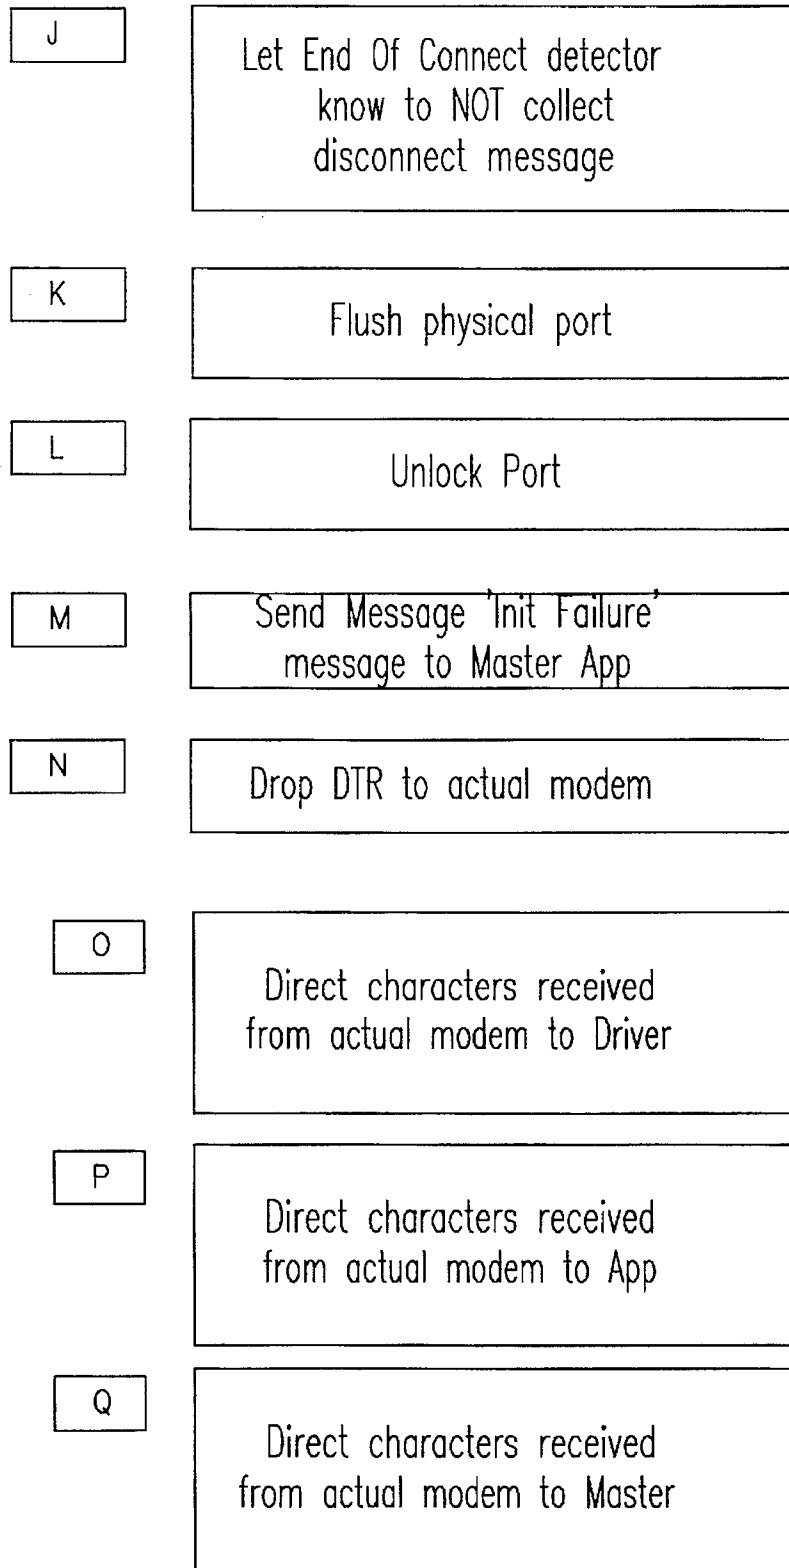 J
Let End Of Connect detector
know to NOT collect
disconnect message
K
Flush physical port
L
Unlock Port
M
Send Message 'Init Failure'
message to Master App
N
Drop DTR to actual modem
O
Direct characters received
from actual modem to Driver
P
Direct characters received
from actual modem to App
Q
Direct characters received
from actual modem to Master